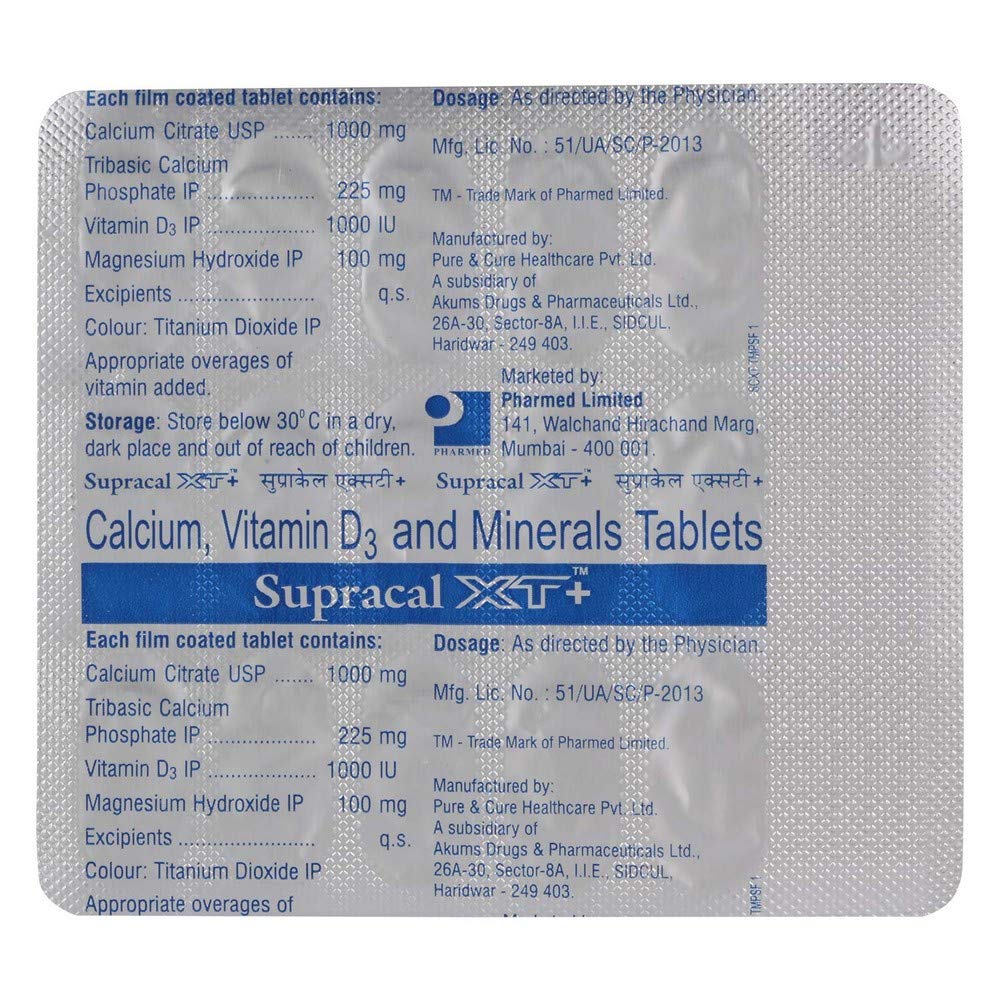 Each film coated tablet contains:
Calcium Citrate USP ....... 1000 mg
Tribasic Calcium
Phosphate IP ................... 225 mg
Vitamin D3 IP ................... 1000 IU
Magnesium Hydroxide IP 100 mg
Excipients ........................ q.s.
Colour: Titanium Dioxide IP
Appropriate overages of
vitamin added.
Storage: Store below 30⁰ C in a dry,
dark place and out of reach of children.
Dosage: As directed by the Physician.
Mfg. Lic. No. : 51/UA/SC/P-2013
TM - Trade Mark of Pharmed Limited.
Manufactured by:
Pure & Cure Healthcare Pvt. Ltd.
A subsidiary of
Akums Drugs & Pharmaceuticals Ltd.,
26A-30, Sector-8A, I.I.E., SIDCUL,
Haridwar - 249 403.
Marketed by:
Pharmed Limited
141, Walchand Hirachand Marg,
Mumbai - 400 001.
PHARMED
SCXT TMPSF 1
Supracal XT+™ सुप्राकेल एक्सटी + Supracal XT+™ सुप्राकेल एक्सटी +
Calcium, Vitamin D3 and Minerals Tablets
Supracal XT+™
Each film coated tablet contains:
Calcium Citrate USP ....... 1000 mg
Tribasic Calcium
Phosphate IP ................... 225 mg
Vitamin D3 IP ................... 1000 IU
Magnesium Hydroxide IP 100 mg
Excipients ........................ q.s.
Colour: Titanium Dioxide IP
Appropriate overages of
Dosage: As directed by the Physician.
Mfg. Lic. No. : 51/UA/SC/P-2013
TM - Trade Mark of Pharmed Limited.
Manufactured by:
Pure & Cure Healthcare Pvt. Ltd.
A subsidiary of
Akums Drugs & Pharmaceuticals Ltd.,
26A-30, Sector-8A, I.I.E., SIDCUL,
Haridwar - 249 403.
TMPSF 1